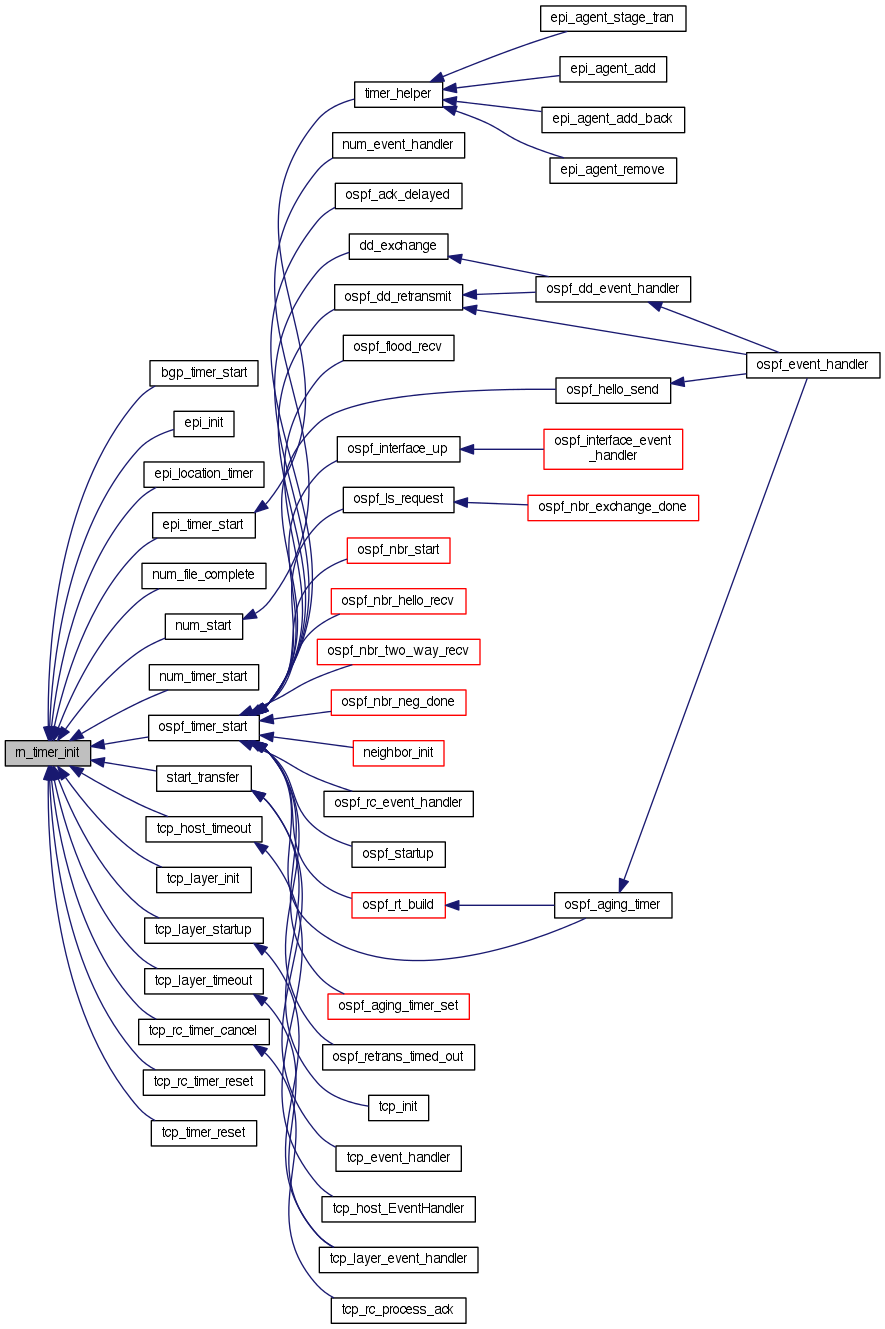 epi_agent_stage_tran
epi_agent_add
timer_helper
epi_agent_add_back
num_event_handler
epi_agent_remove
ospf_ack_delayed
dd_exchange
ospf_dd_event_handler
ospf_dd_retransmit
ospf_flood_recv
ospf_event_handler
bgp_timer_start
ospf_hello_send
epi_init
ospf_interface_up
ospf_interface_event
_handler
epi_location_timer
ospf_ls_request
ospf_nbr_exchange_done
epi_timer_start
ospf_nbr_start
num_file_complete
ospf_nbr_hello_recv
num_start
ospf_nbr_two_way_recv
num_timer_start
ospf_nbr_neg_done
ospf_timer_start
rn_timer_init
neighbor_init
start_transfer
ospf_rc_event_handler
tcp_host_timeout
ospf_startup
tcp_layer_init
ospf_rt_build
ospf_aging_timer
tcp_layer_startup
tcp_layer_timeout
ospf_aging_timer_set
tcp_rc_timer_cancel
ospf_retrans_timed_out
tcp_rc_timer_reset
tcp_init
tcp_timer_reset
tcp_event_handler
tcp_host_EventHandler
tcp_layer_event_handler
tcp_rc_process_ack